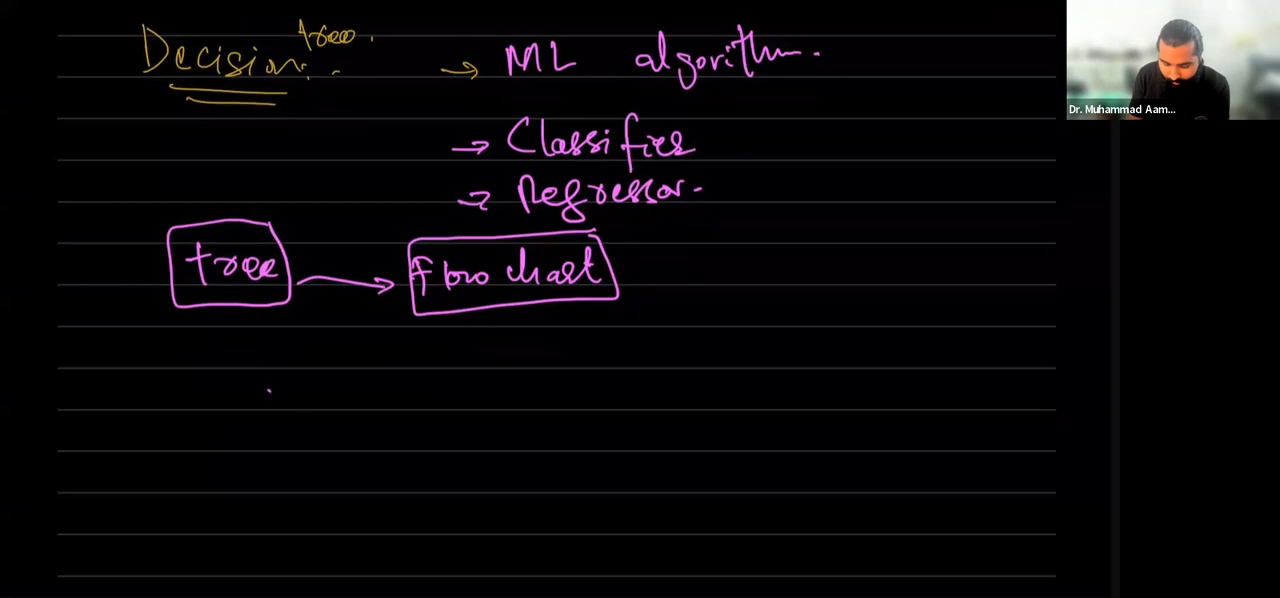 Decision tree.
→ ML algorithm.
→ Classifier
→ Regressor.
tree → flow chart
Dr. Muhammad Aam...